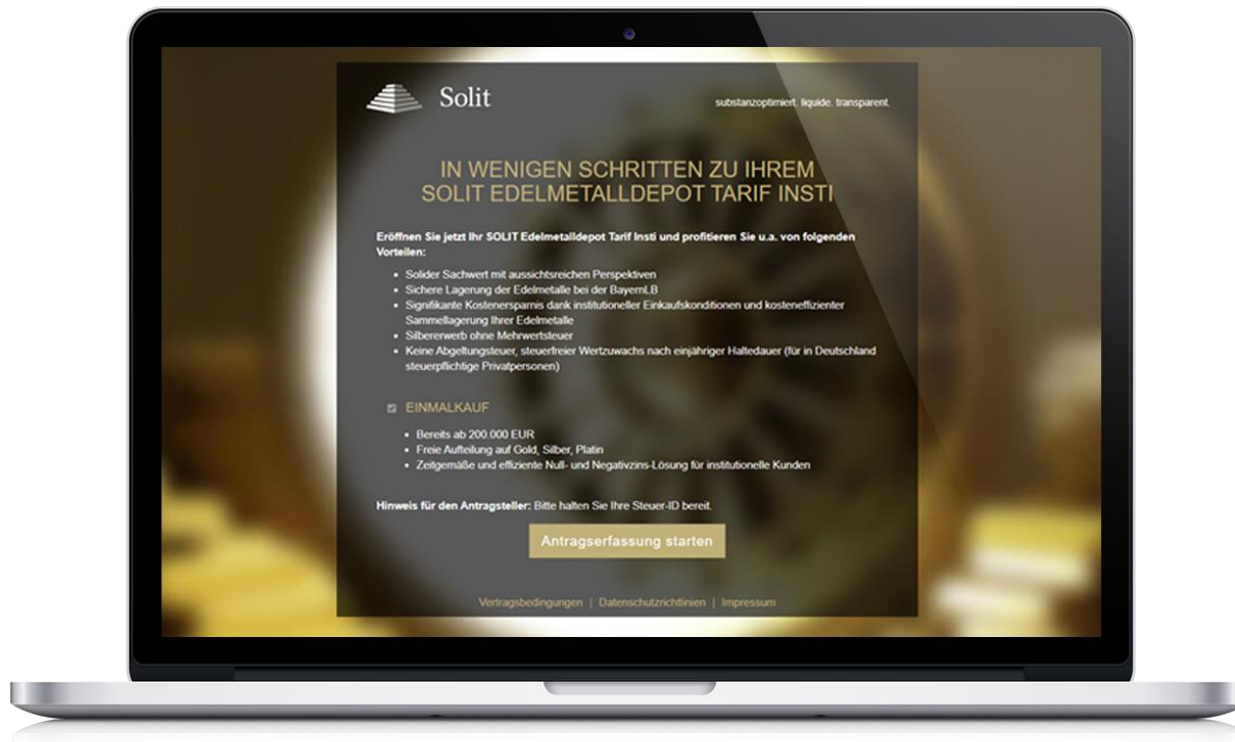 Solit
substanzoptimiert. liquide. transparent.
IN WENIGEN SCHRITTEN ZU IHREM
SOLIT EDELMETALLDEPOT TARIF INSTI
Eröffnen Sie jetzt Ihr SOLIT Edelmetalldepot Tarif Insti und profitieren Sie u.a. von folgenden
Vorteilen:
• Solider Sachwert mit aussichtsreichen Perspektiven
• Sichere Lagerung der Edelmetalle bei der BayernLB
• Signifikante Kostenersparnis dank institutioneller Einkaufskonditionen und kosteneffizienter
Sammellagerung Ihrer Edelmetalle
• Silbererwerb ohne Mehrwertsteuer
• Keine Abgeltungsteuer, steuerfreier Wertzuwachs nach einjähriger Haltedauer (für in Deutschland
steuerpflichtige Privatpersonen)
EINMALKAUF
• Bereits ab 200.000 EUR
• Freie Aufteilung auf Gold, Silber, Platin
• Zeitgemäße und effiziente Null- und Negativzins-Lösung für institutionelle Kunden
Hinweis für den Antragsteller: Bitte halten Sie Ihre Steuer-ID bereit.
Antragserfassung starten
Vertragsbedingungen | Datenschutzrichtlinien | Impressum